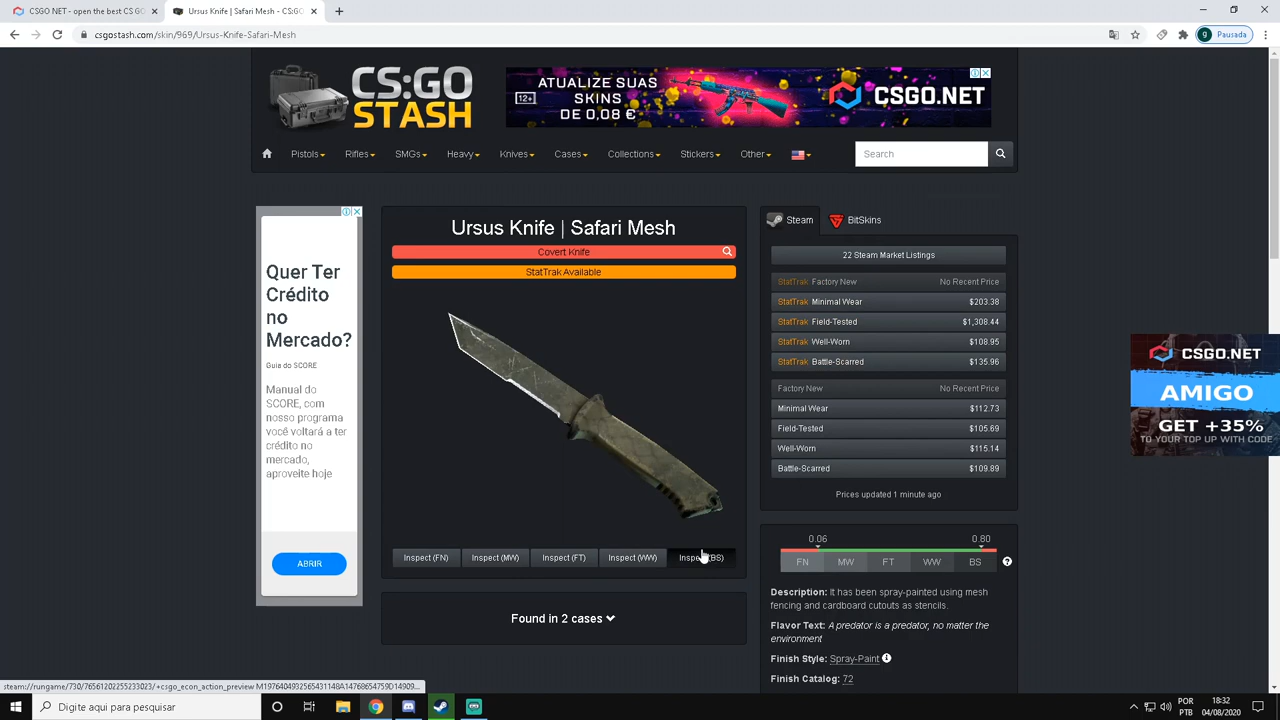 CSGO NET - open the best CS GO
Ursus Knife | Safari Mesh - CS:GO
csgostash.com/skin/969/Ursus-Knife-Safari-Mesh
g Pausada
CS:GO
STASH
ATUALIZE SUAS
SKINS
DE 0,08 €
12+
CSGO.NET
Pistols
Rifles
SMGs
Heavy
Knives
Cases
Collections
Stickers
Other
Search
Quer Ter
Crédito
no
Mercado?
Guia do SCORE
Manual do
SCORE, com
nosso programa
você voltará a ter
crédito no
mercado,
aproveite hoje
ABRIR
Ursus Knife | Safari Mesh
Covert Knife
StatTrak Available
Inspect (FN)
Inspect (MW)
Inspect (FT)
Inspect (WW)
Found in 2 cases
Steam
BitSkins
22 Steam Market Listings
StatTrak Factory New No Recent Price
StatTrak Minimal Wear $203.38
StatTrak Field-Tested $1,308.44
StatTrak Well-Worn $108.95
StatTrak Battle-Scarred $135.96
Factory New No Recent Price
Minimal Wear $112.73
Field-Tested $105.69
Well-Worn $115.14
Battle-Scarred $109.89
Prices updated 1 minute ago
0.06 0.80
FN MW FT WW BS
Description: It has been spray-painted using mesh
fencing and cardboard cutouts as stencils.
Flavor Text: A predator is a predator, no matter the
environment
Finish Style: Spray-Paint
Finish Catalog: 72
CSGO.NET
AMIGO
GET +35%
TO YOUR TOP UP WITH CODE
Digite aqui para pesquisar
POR
PTB
18:32
04/08/2020